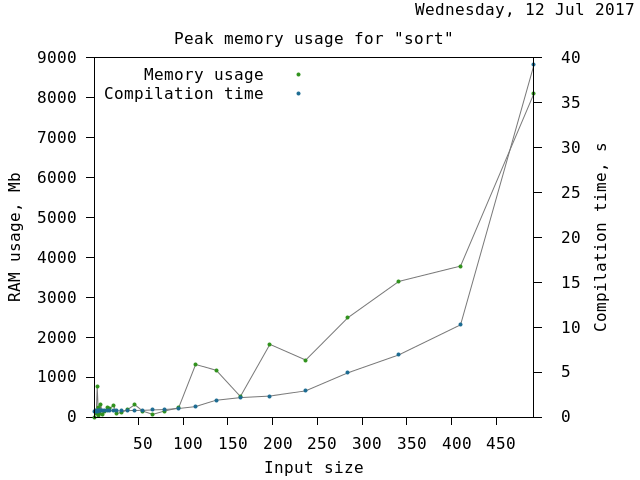 Wednesday, 12 Jul 2017
Peak memory usage for "sort"
Memory usage
Compilation time
9000
8000
7000
6000
5000
4000
3000
2000
1000
0
RAM usage, Mb
40
35
30
25
20
15
10
5
0
Compilation time, s
50 100 150 200 250 300 350 400 450
Input size